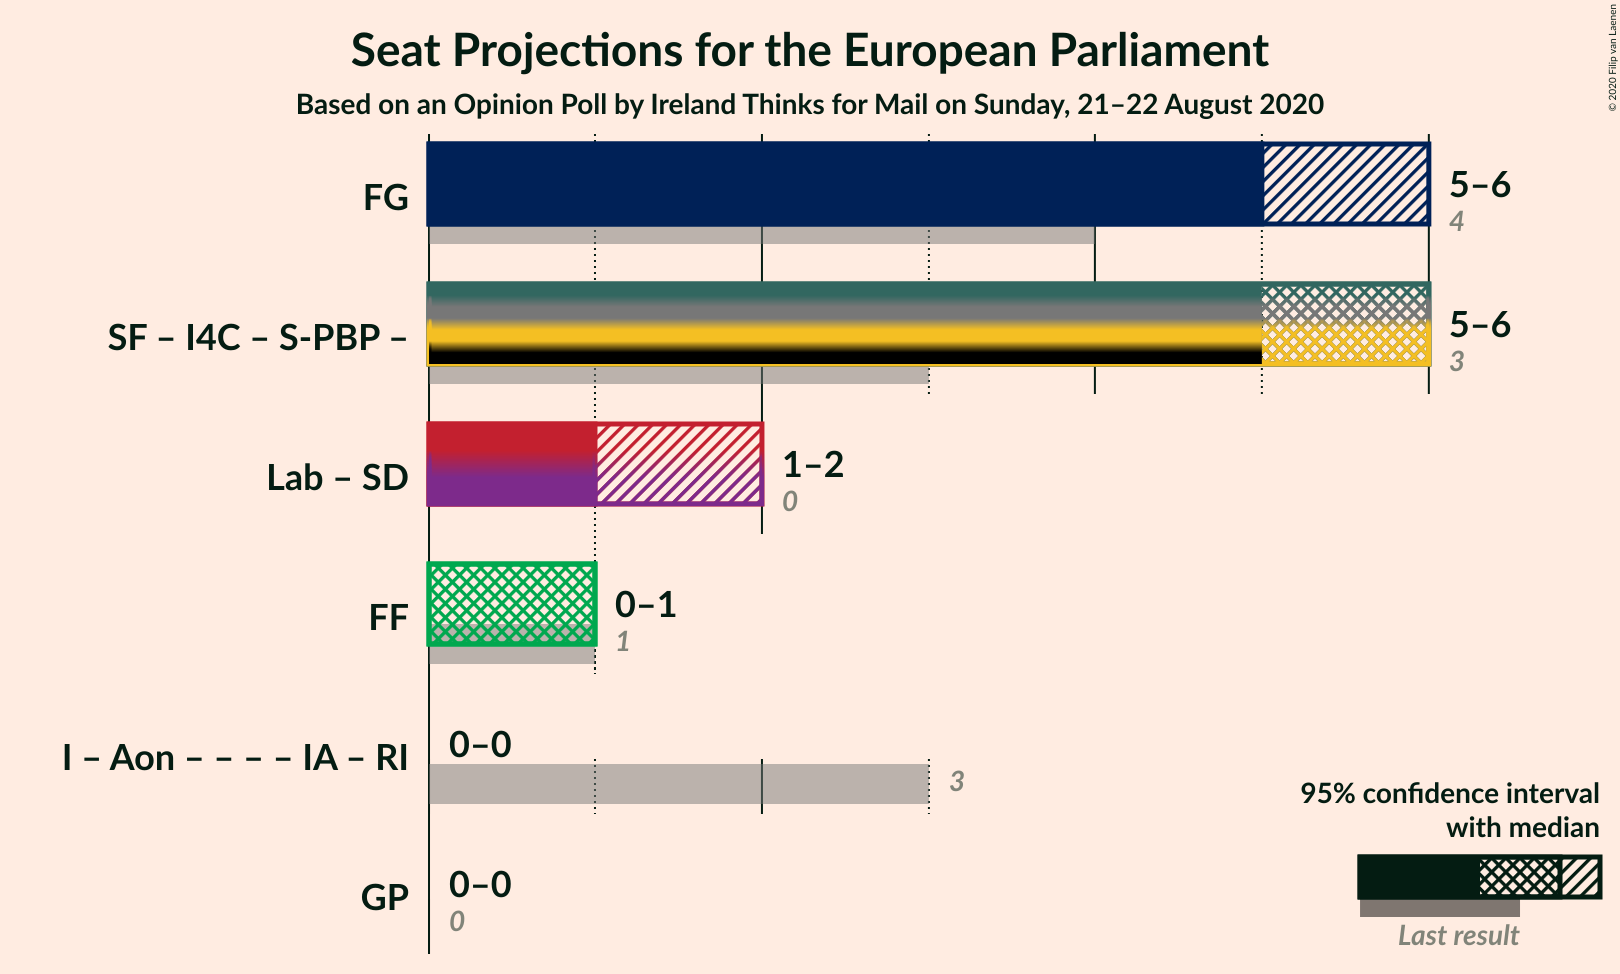 Seat Projections for the European Parliament
Based on an Opinion Poll by Ireland Thinks for Mail on Sunday, 21–22 August 2020
© 2020 Filip van Laenen
FG
5–6
4
SF – I4C – S-PBP –
5–6
3
Lab – SD
1–2
0
FF
0–1
1
I – Aon – – – – IA – RI
0–0
3
GP
0–0
0
95% confidence interval
with median
Last result